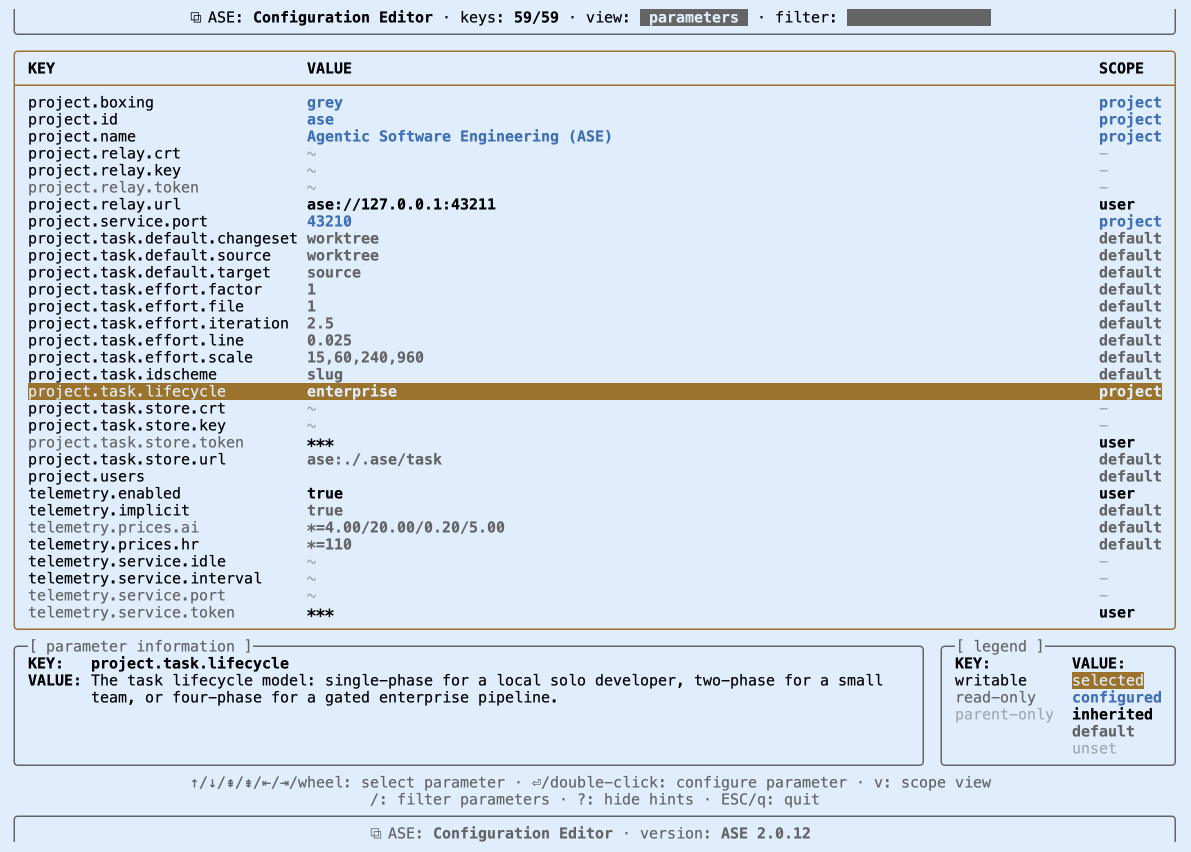 ASE: Configuration Editor · keys: 59/59 · view: parameters · filter:
KEY VALUE SCOPE
project.boxing grey project
project.id ase project
project.name Agentic Software Engineering (ASE) project
project.relay.crt ~ –
project.relay.key ~ –
project.relay.token ~ –
project.relay.url ase://127.0.0.1:43211 user
project.service.port 43210 project
project.task.default.changeset worktree default
project.task.default.source worktree default
project.task.default.target source default
project.task.effort.factor 1 default
project.task.effort.file 1 default
project.task.effort.iteration 2.5 default
project.task.effort.line 0.025 default
project.task.effort.scale 15,60,240,960 default
project.task.idscheme slug default
project.task.lifecycle enterprise project
project.task.store.crt ~ –
project.task.store.key ~ –
project.task.store.token *** user
project.task.store.url ase:./.ase/task default
project.users default
telemetry.enabled true user
telemetry.implicit true default
telemetry.prices.ai *=4.00/20.00/0.20/5.00 default
telemetry.prices.hr *=110 default
telemetry.service.idle ~ –
telemetry.service.interval ~ –
telemetry.service.port ~ –
telemetry.service.token *** user
[ parameter information ]
KEY: project.task.lifecycle
VALUE: The task lifecycle model: single-phase for a local solo developer, two-phase for a small
team, or four-phase for a gated enterprise pipeline.
[ legend ]
KEY: VALUE:
writable selected
read-only configured
parent-only inherited
default
unset
↑/↓/⇞/⇟/⇤/⇥/wheel: select parameter · ⏎/double-click: configure parameter · v: scope view
/: filter parameters · ?: hide hints · ESC/q: quit
ASE: Configuration Editor · version: ASE 2.0.12